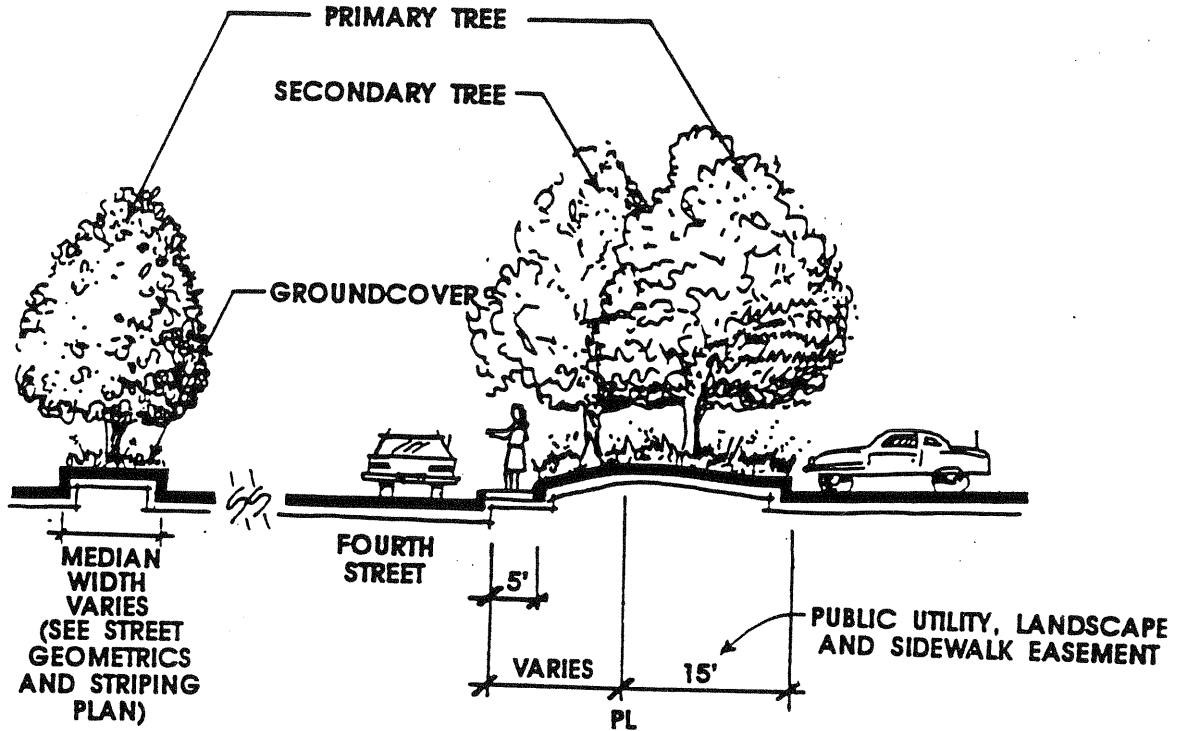 PRIMARY TREE
SECONDARY TREE
GROUNDCOVER
FOURTH
STREET
MEDIAN
WIDTH
VARIES
(SEE STREET
GEOMETRICS
AND STRIPING
PLAN)
5'
VARIES
15'
PL
PUBLIC UTILITY, LANDSCAPE
AND SIDEWALK EASEMENT